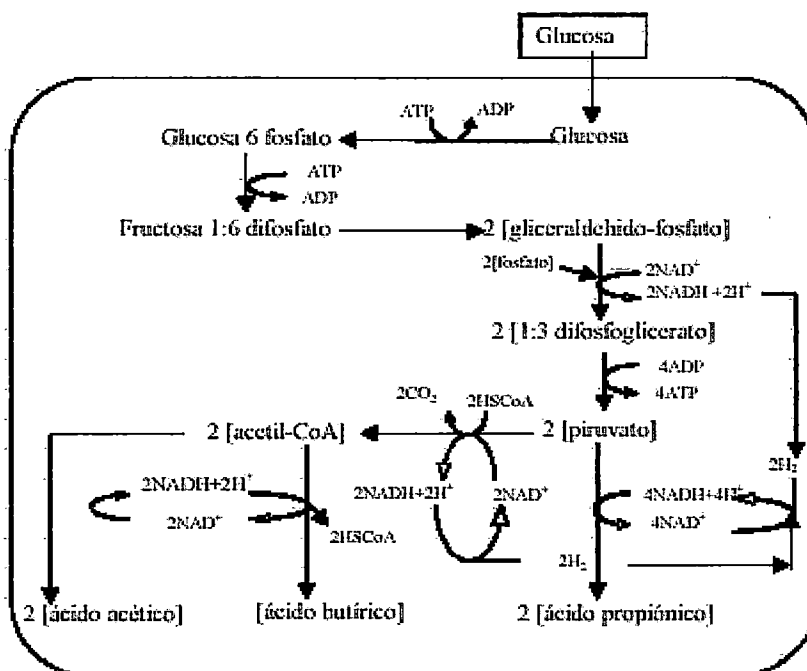 Glucosa
ATP ADP
Glucosa 6 fosfato Glucosa
ATP
ADP
Fructosa 1:6 difosfato 2 [gliceraldehido-fosfato]
2[fosfato] 2NAD⁺
2NADH +2H⁺
2 [1:3 difosfoglicerato]
4ADP
4ATP
2CO₂ 2HSCoA
2 [acetil-CoA] 2 [piruvato]
2H₂
2NADH+2H⁺ 2NADH+2H⁺ 2NAD⁺ 4NADH+4H⁺
2NAD⁺ 4NAD⁺
2HSCoA
2H₂
2 [ácido acético] [ácido butírico] 2 [ácido propiónico]